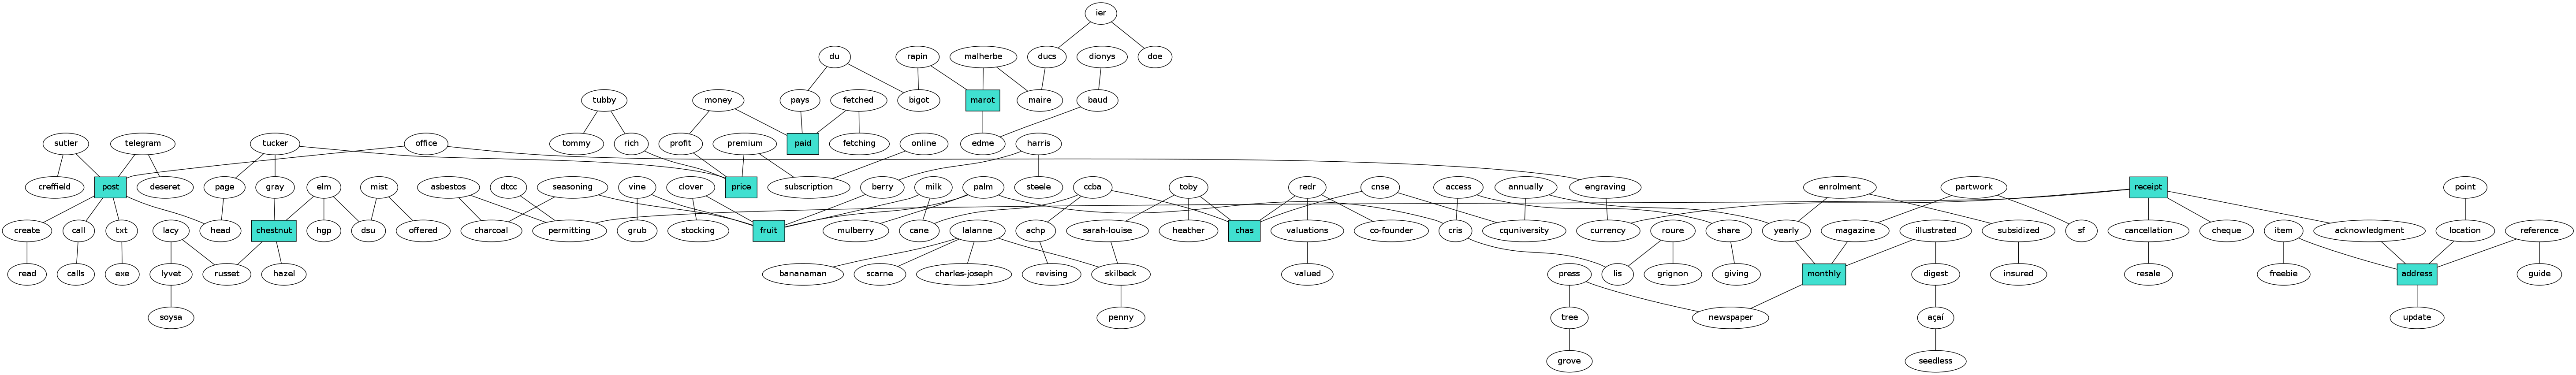 ier
du
rapin
malherbe
ducs
dionys
doe
tubby
money
pays
fetched
bigot
marot
maire
baud
sutler
telegram
tucker
office
tommy
rich
profit
premium
paid
fetching
online
edme
harris
creffield
post
deseret
page
gray
elm
mist
asbestos
dtcc
seasoning
vine
clover
price
subscription
berry
milk
palm
steele
ccba
toby
redr
cnse
access
annually
engraving
enrolment
partwork
receipt
point
create
call
txt
lacy
head
chestnut
hgp
dsu
offered
charcoal
permitting
grub
stocking
fruit
mulberry
cane
lalanne
achp
sarah-louise
heather
chas
valuations
co-founder
cris
cquniversity
currency
roure
share
yearly
magazine
illustrated
subsidized
sf
cancellation
cheque
item
acknowledgment
location
reference
read
calls
exe
lyvet
russet
hazel
bananaman
scarne
charles-joseph
revising
skilbeck
valued
press
lis
grignon
giving
monthly
digest
insured
resale
freebie
address
guide
soysa
penny
tree
newspaper
açaí
update
grove
seedless